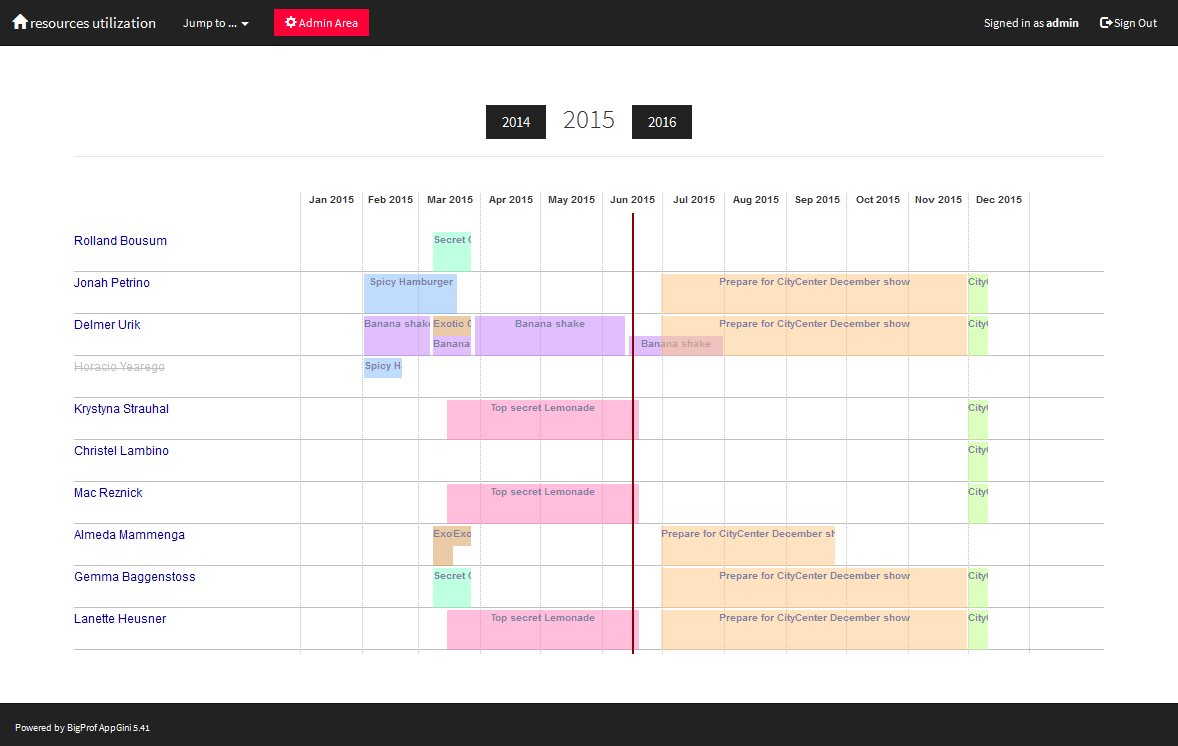 resources utilization Jump to ... Admin Area Signed in as admin Sign Out
2014 2015 2016
Jan 2015 Feb 2015 Mar 2015 Apr 2015 May 2015 Jun 2015 Jul 2015 Aug 2015 Sep 2015 Oct 2015 Nov 2015 Dec 2015
Rolland Bousum Secret
Jonah Petrino Spicy Hamburger Prepare for CityCenter December show City
Delmer Urik Banana shake Exotic Banana shake Prepare for CityCenter December show City
Banana Banana shake
Horacio Yearego Spicy H
Krystyna Strauhal Top secret Lemonade City
Christel Lambino City
Mac Reznick Top secret Lemonade City
Almeda Mammenga Exo Exo Prepare for CityCenter December sh
Gemma Baggenstoss Secret Prepare for CityCenter December show City
Lanette Heusner Top secret Lemonade Prepare for CityCenter December show City
Powered by BigProf AppGini 5.41